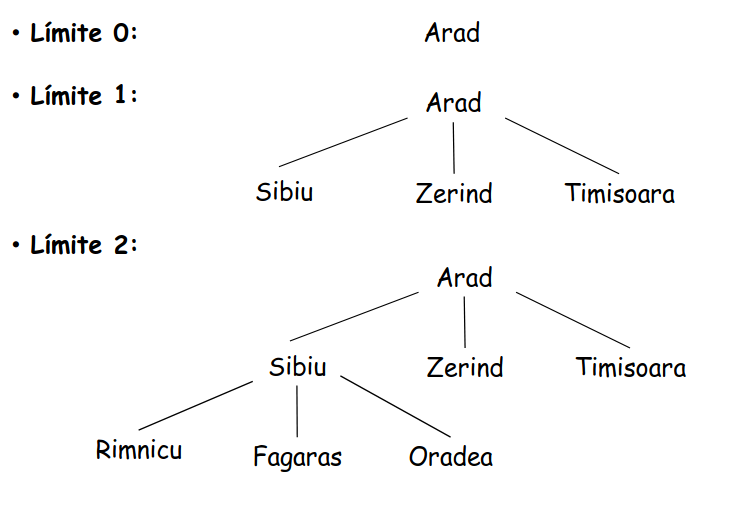 • Límite 0: Arad
• Límite 1: Arad
Sibiu Zerind Timisoara
• Límite 2:
Arad
Sibiu Zerind Timisoara
Rimnicu Fagaras Oradea